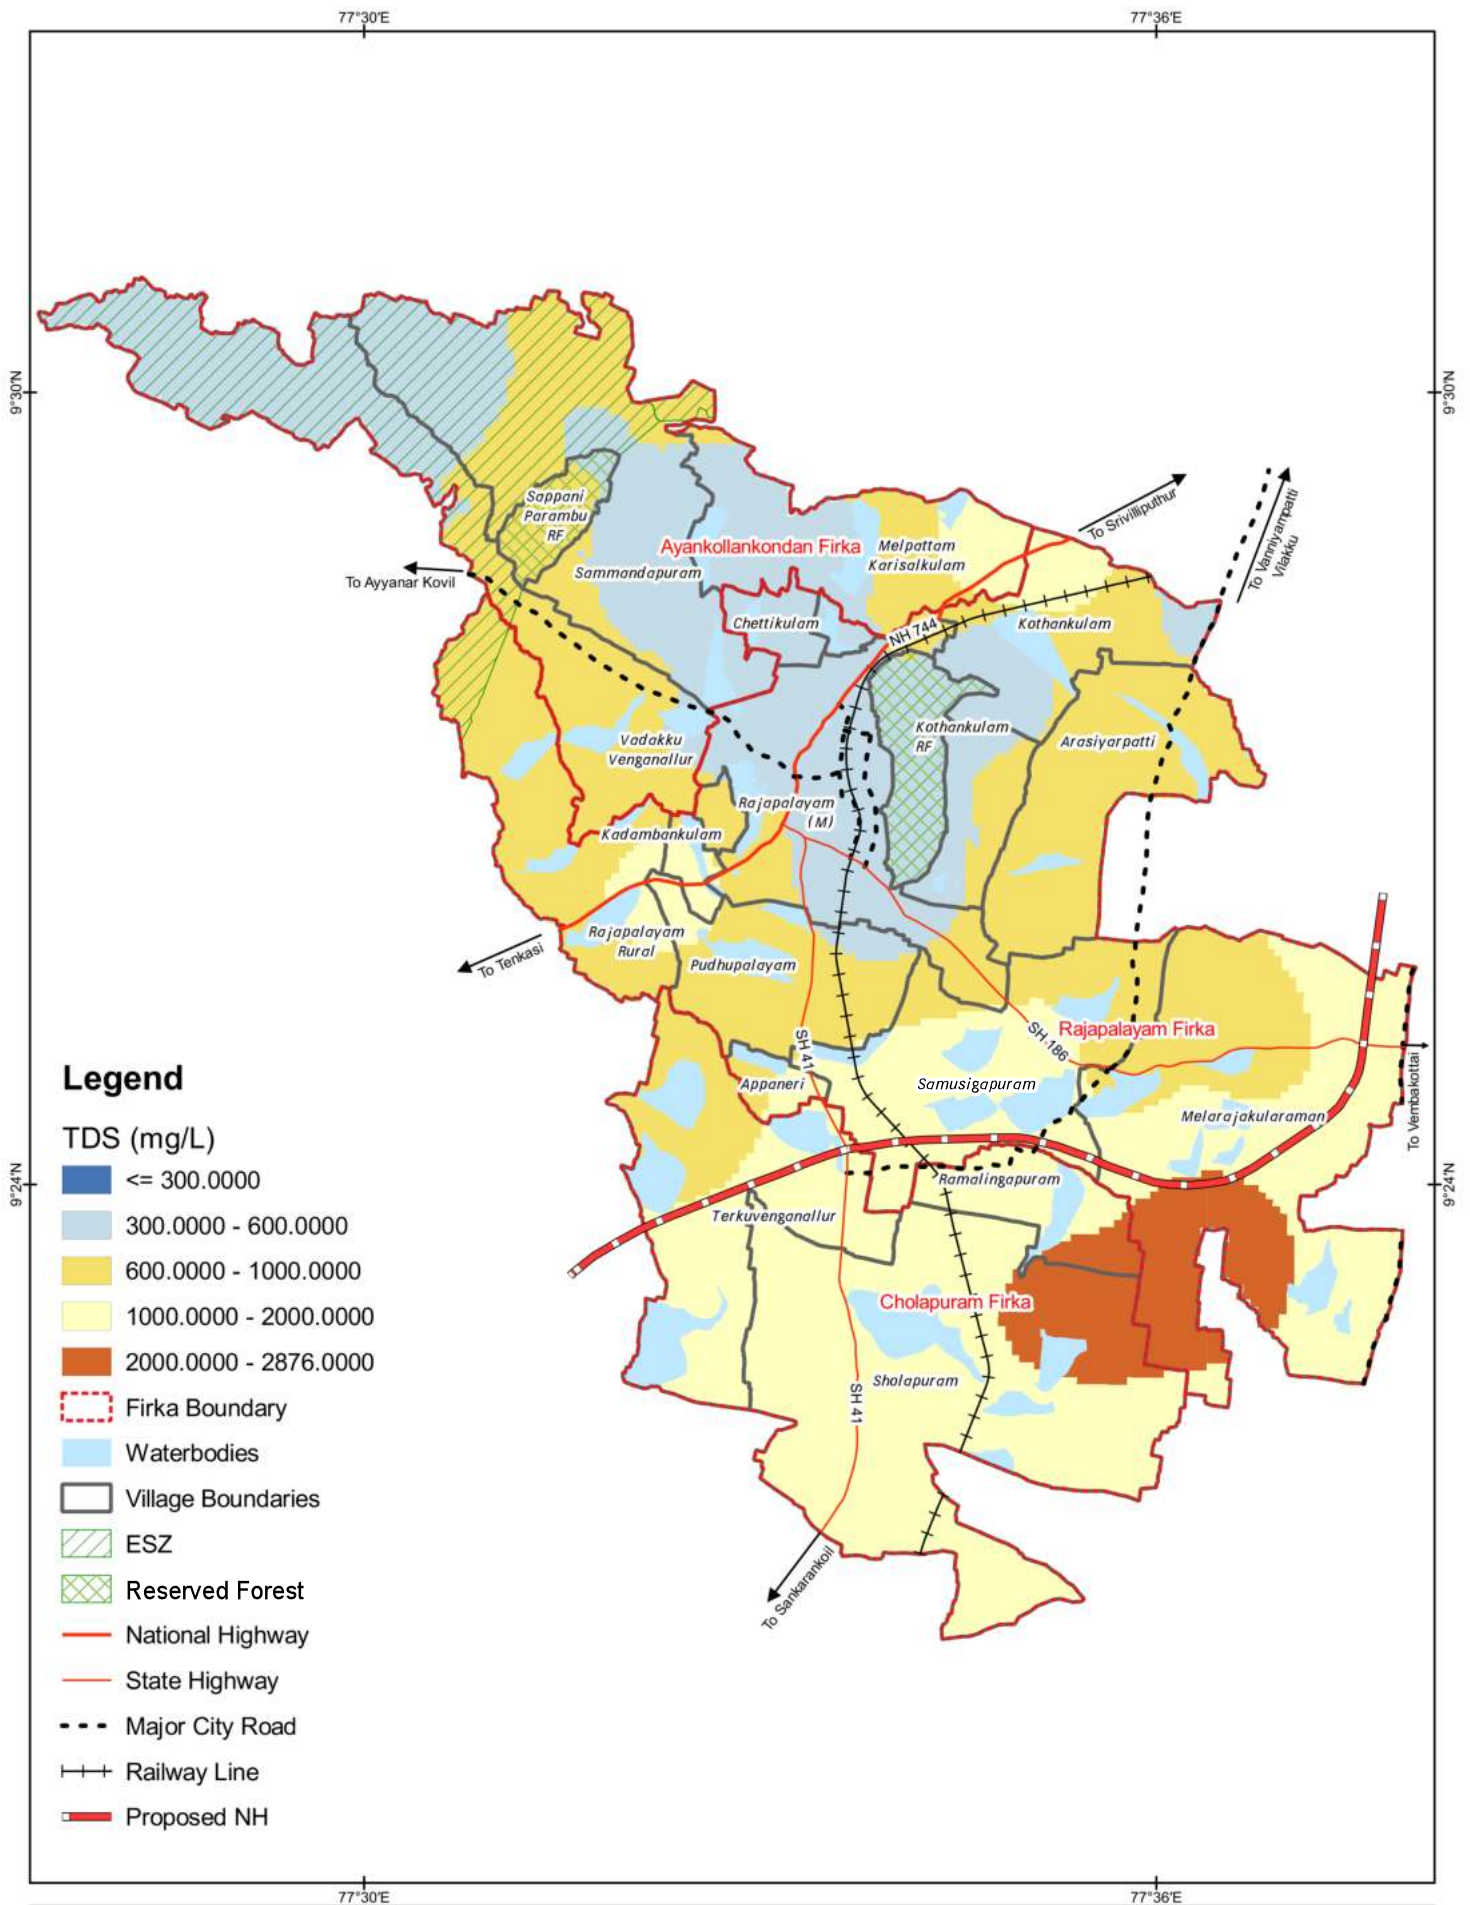 77°30'E
77°36'E
9°30'N
9°30'N
To Srivilliputhur
To Vanniyampatti
Vilakku
Sappani
Parambu
RF
Ayankollankondan Firka
Melpattam
Karisalkulam
Sammandapuram
To Ayyanar Kovil
Chettikulam
NH 744
Kothankulam
Kothankulam
RF
Arasiyarpatti
Vadakku
Venganallur
Rajapalayam
(M)
Kadambankulam
Rajapalayam
Rural
To Tenkasi
Pudhupalayam
SH 41
SH 186
Rajapalayam Firka
Appaneri
Samusigapuram
Melarajakularaman
To Vembakottai
9°24'N
9°24'N
Ramalingapuram
Terkuvenganallur
Cholapuram Firka
Sholapuram
SH 41
To Sankarankoil
Legend
TDS (mg/L)
<= 300.0000
300.0000 - 600.0000
600.0000 - 1000.0000
1000.0000 - 2000.0000
2000.0000 - 2876.0000
Firka Boundary
Waterbodies
Village Boundaries
ESZ
Reserved Forest
National Highway
State Highway
Major City Road
Railway Line
Proposed NH
77°30'E
77°36'E